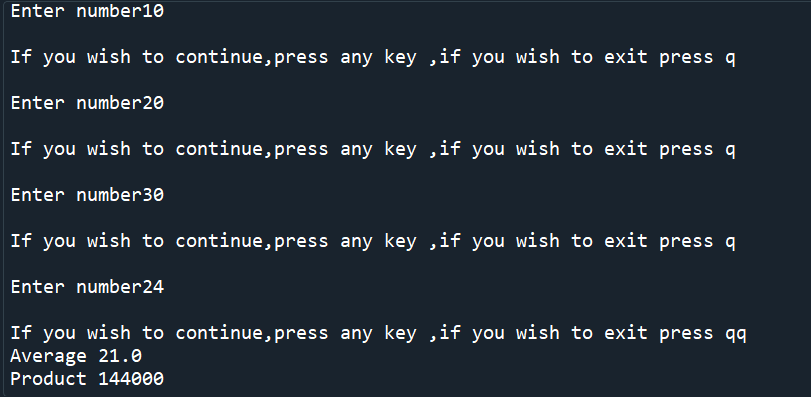 Enter number10
If you wish to continue,press any key ,if you wish to exit press q
Enter number20
If you wish to continue,press any key ,if you wish to exit press q
Enter number30
If you wish to continue,press any key ,if you wish to exit press q
Enter number24
If you wish to continue,press any key ,if you wish to exit press qq
Average 21.0
Product 144000